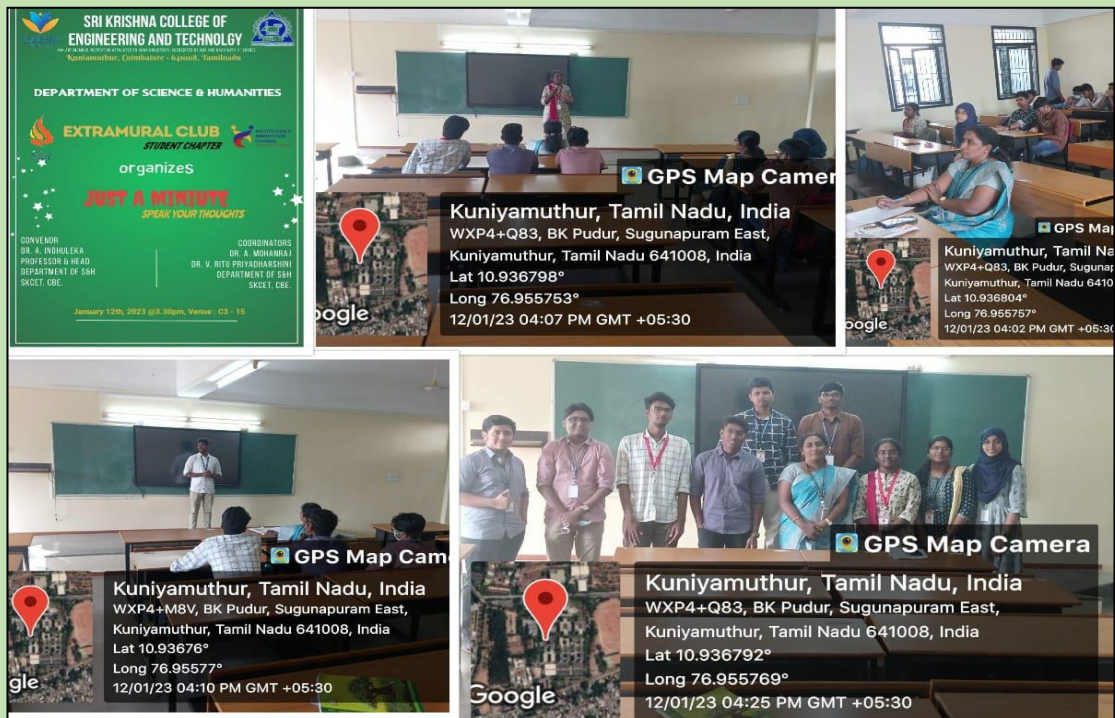 SRI KRISHNA COLLEGE OF
ENGINEERING AND TECHNOLGY
Kuniamuthur, Coimbatore - 641008, Tamilnadu
DEPARTMENT OF SCIENCE & HUMANITIES
EXTRAMURAL CLUB
STUDENT CHAPTER
organizes
JUST A MINIUTE
SPEAK YOUR THOUGHTS
CONVENOR
DR. A. INDHULEKA
PROFESSOR & HEAD
DEPARTMENT OF S&H
SKCET, CBE.
COORDINATORS
DR. A. MOHANRAJ
DR. V. RITU PRIYADHARSHINI
DEPARTMENT OF S&H
SKCET, CBE.
January 12th, 2023 @3.30pm, Venue : C3 - 15
GPS Map Camer
Kuniyamuthur, Tamil Nadu, India
WXP4+Q83, BK Pudur, Sugunapuram East,
Kuniyamuthur, Tamil Nadu 641008, India
Lat 10.936798°
Long 76.955753°
12/01/23 04:07 PM GMT +05:30
oogle
GPS Map
Kuniyamuthur, Tamil Na
WXP4+Q83, BK Pudur, Sugunap
Kuniyamuthur, Tamil Nadu 6410
Lat 10.936804°
Long 76.955757°
12/01/23 04:02 PM GMT +05:30
oogle
GPS Map Cam
Kuniyamuthur, Tamil Nadu, India
WXP4+M8V, BK Pudur, Sugunapuram East,
Kuniyamuthur, Tamil Nadu 641008, India
Lat 10.93676°
Long 76.95577°
12/01/23 04:10 PM GMT +05:30
gle
GPS Map Camera
Kuniyamuthur, Tamil Nadu, India
WXP4+Q83, BK Pudur, Sugunapuram East,
Kuniyamuthur, Tamil Nadu 641008, India
Lat 10.936792°
Long 76.955769°
12/01/23 04:25 PM GMT +05:30
Google